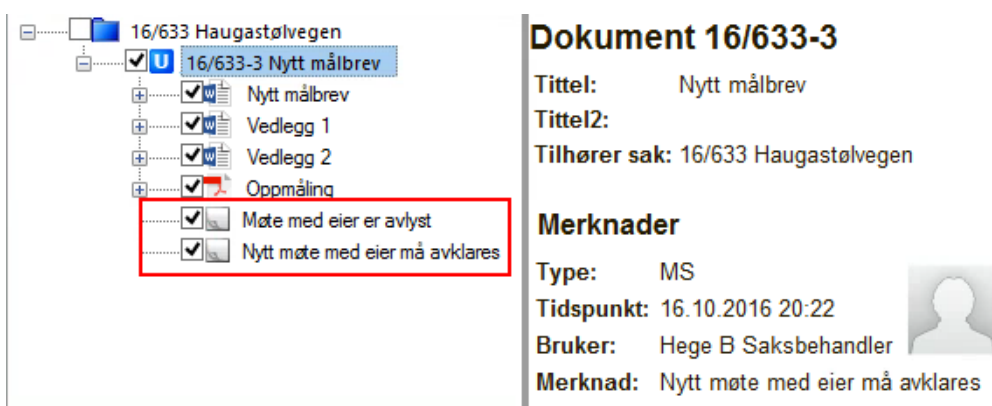 16/633 Haugastølvegen
U 16/633-3 Nytt målbrev
Nytt målbrev
Vedlegg 1
Vedlegg 2
Oppmåling
Møte med eier er avlyst
Nytt møte med eier må avklares
Dokument 16/633-3
Tittel: Nytt målbrev
Tittel2:
Tilhører sak: 16/633 Haugastølvegen
Merknader
Type: MS
Tidspunkt: 16.10.2016 20:22
Bruker: Hege B Saksbehandler
Merknad: Nytt møte med eier må avklares